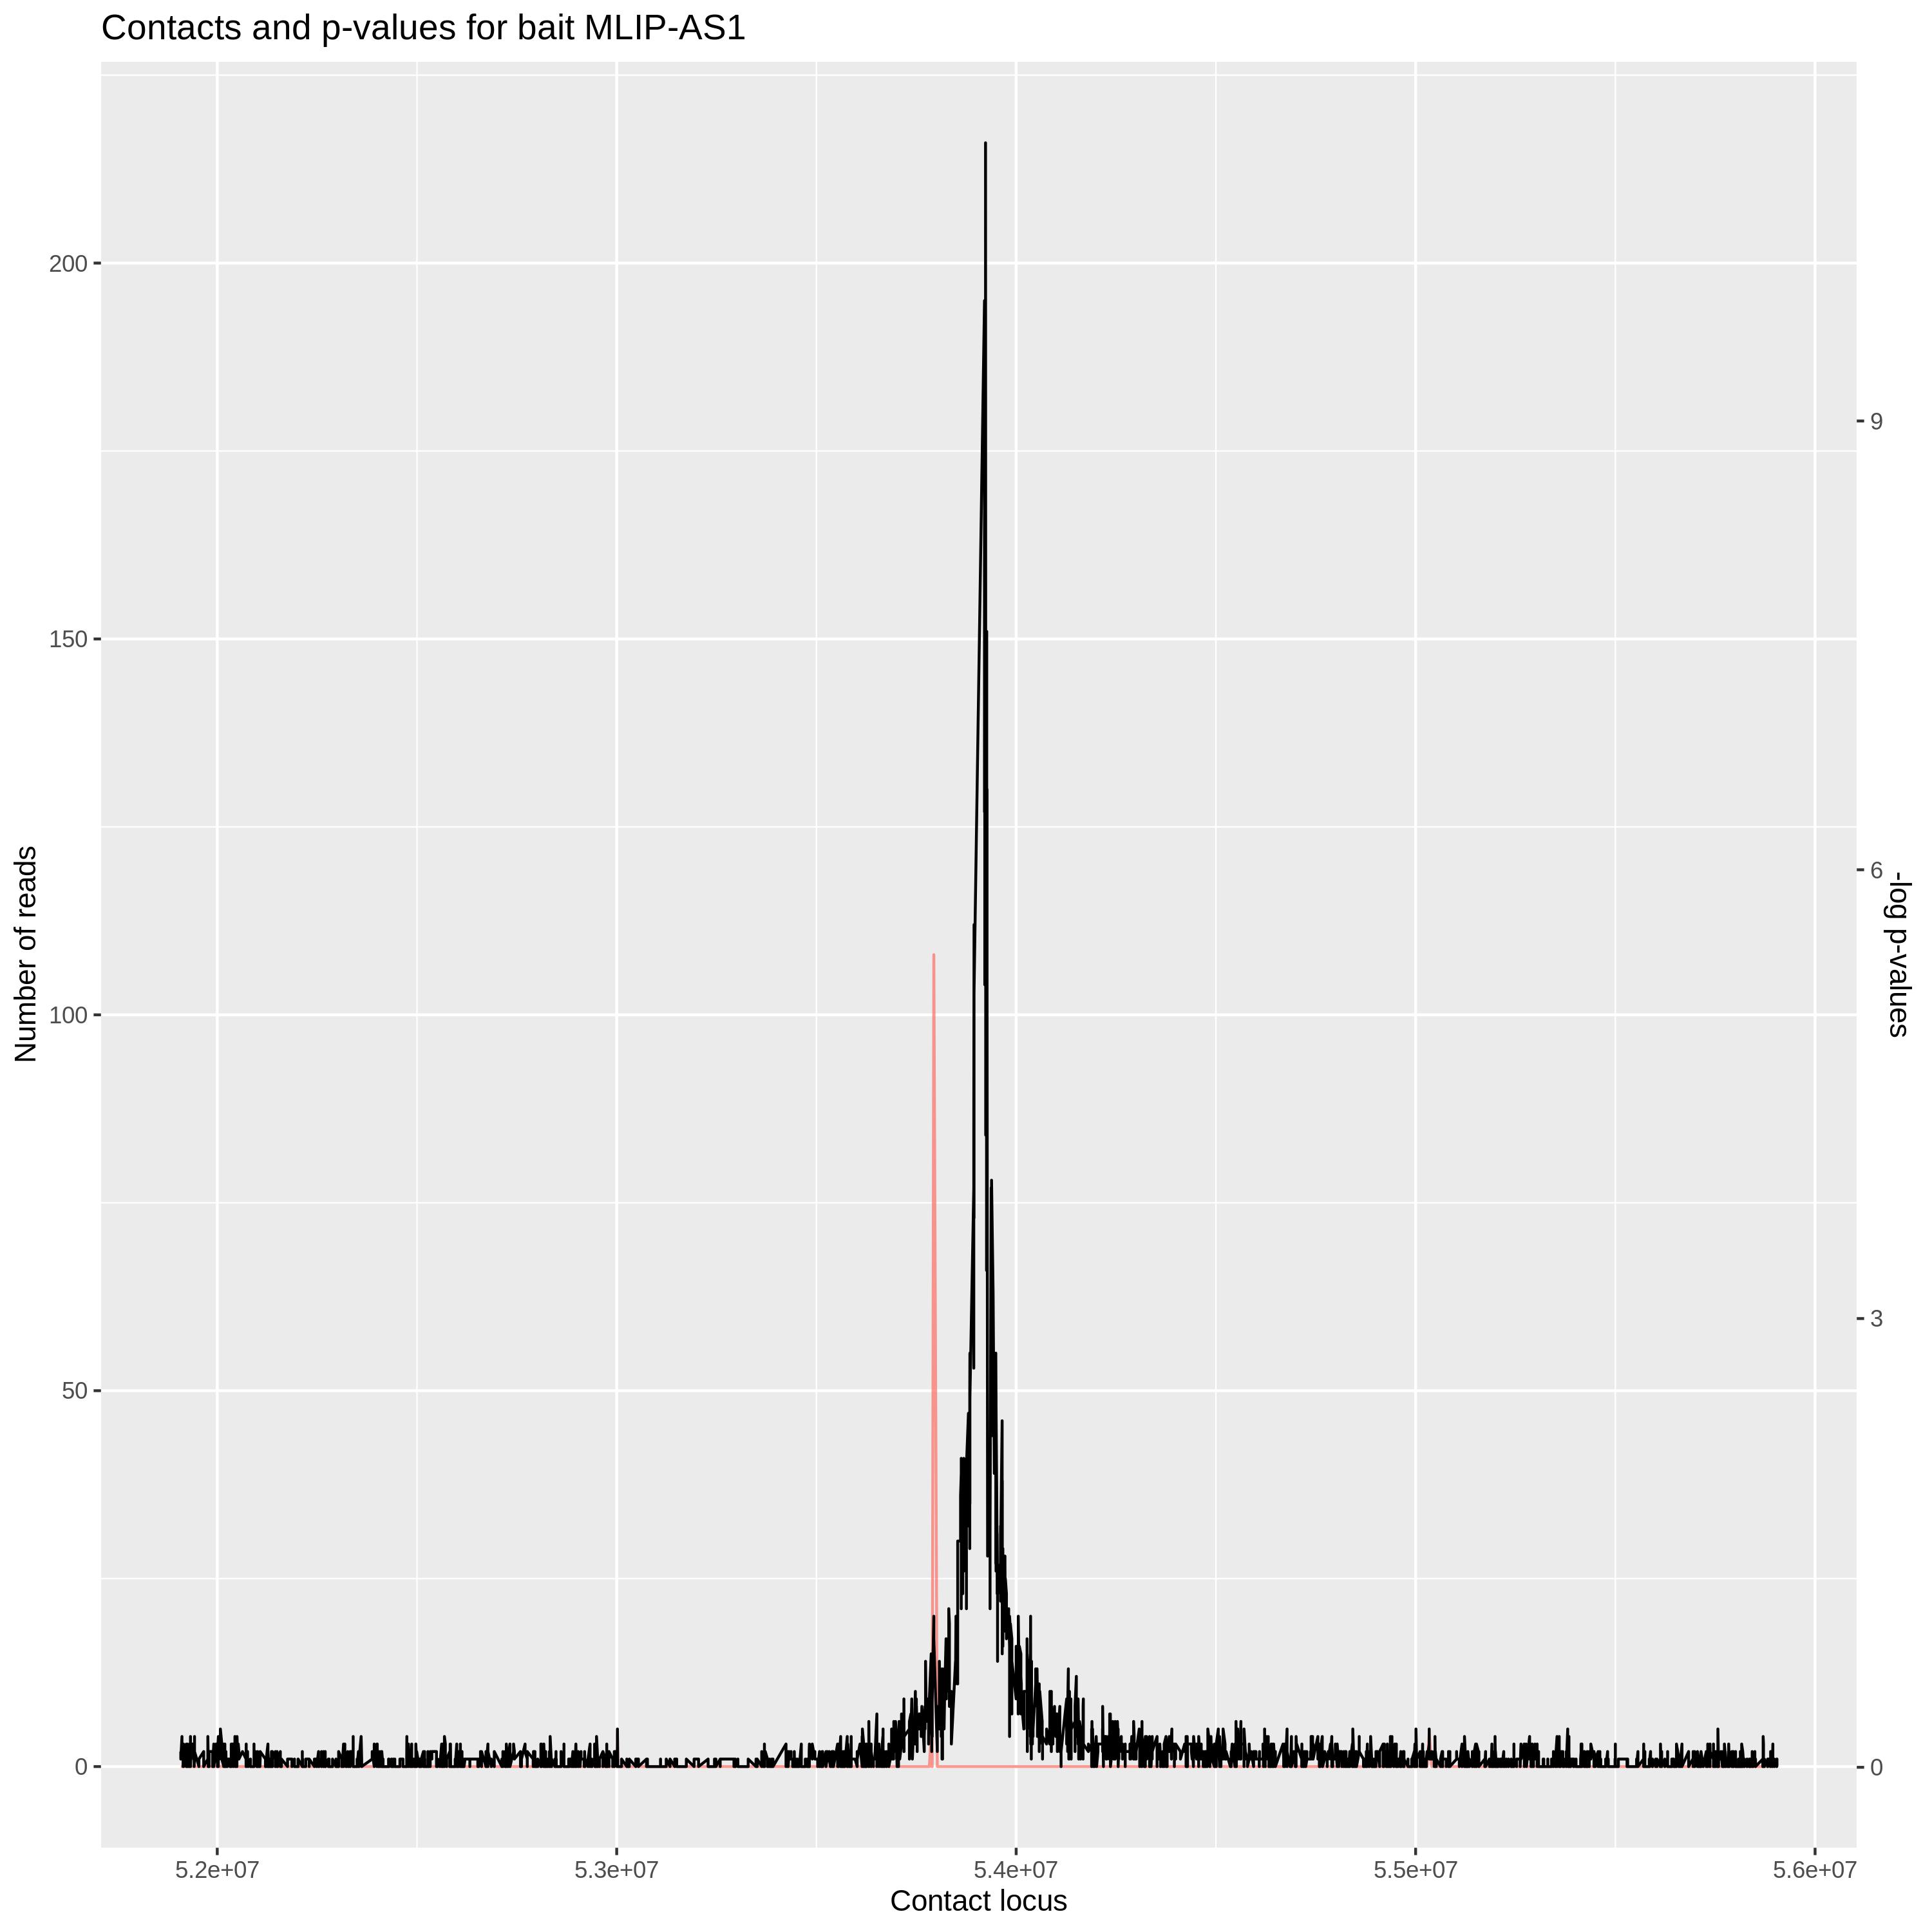 Contacts and p-values for bait MLIP-AS1
200
150
100
50
0
Number of reads
9
6
3
0
-log p-values
5.2e+07
5.3e+07
5.4e+07
5.5e+07
5.6e+07
Contact locus